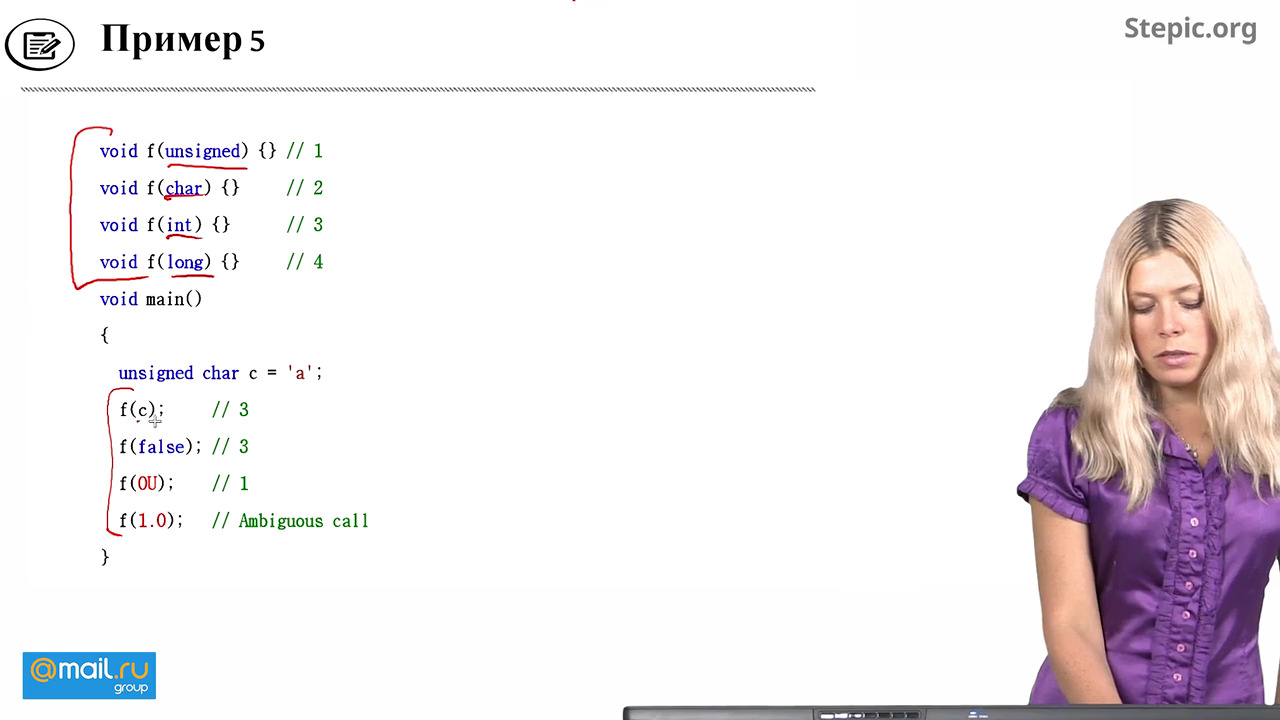 Пример 5
Stepic.org
void f(unsigned) {} // 1
void f(char) {} // 2
void f(int) {} // 3
void f(long) {} // 4
void main()
{
unsigned char c = 'a';
f(c); // 3
f(false); // 3
f(0U); // 1
f(1.0); // Ambiguous call
}
@mail.ru
group